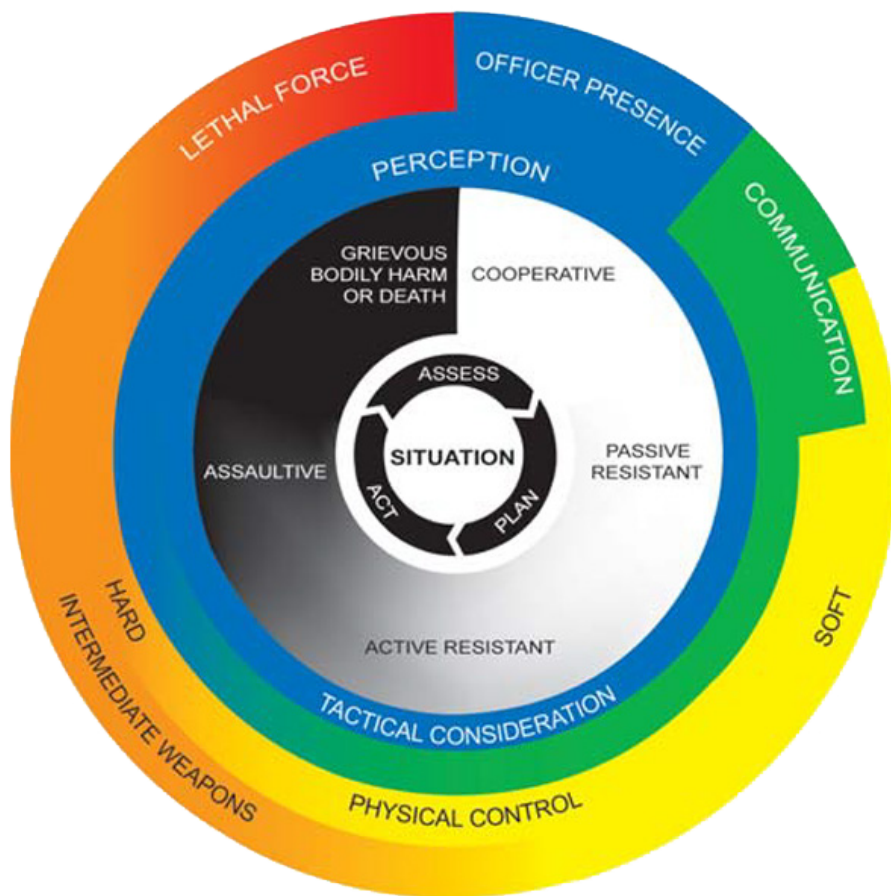 LETHAL FORCE
OFFICER PRESENCE
COMMUNICATION
PERCEPTION
GRIEVOUS
BODILY HARM
OR DEATH
COOPERATIVE
ASSESS
SITUATION
PLAN
ACT
ASSAULTIVE
PASSIVE
RESISTANT
ACTIVE RESISTANT
TACTICAL CONSIDERATION
HARD
SOFT
PHYSICAL CONTROL
INTERMEDIATE WEAPONS